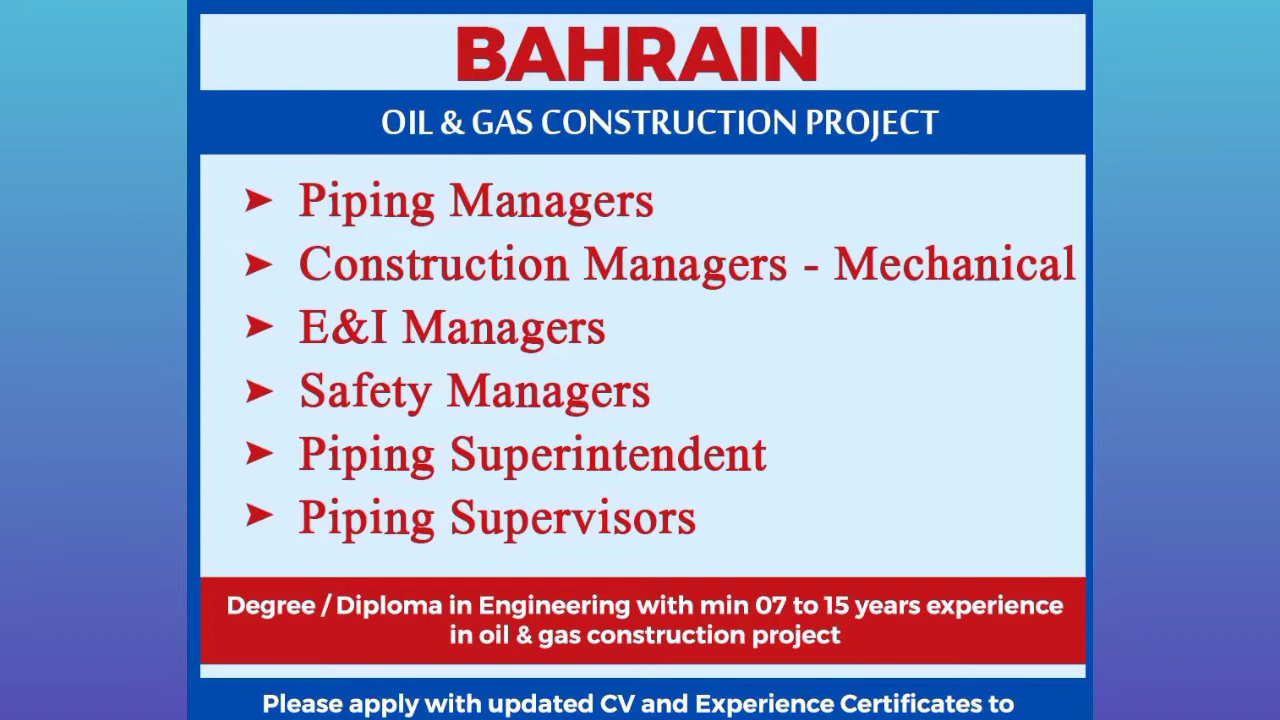 BAHRAIN
OIL & GAS CONSTRUCTION PROJECT
➤ Piping Managers
➤ Construction Managers - Mechanical
➤ E&I Managers
➤ Safety Managers
➤ Piping Superintendent
➤ Piping Supervisors
Degree / Diploma in Engineering with min 07 to 15 years experience
in oil & gas construction project
Please apply with updated CV and Experience Certificates to